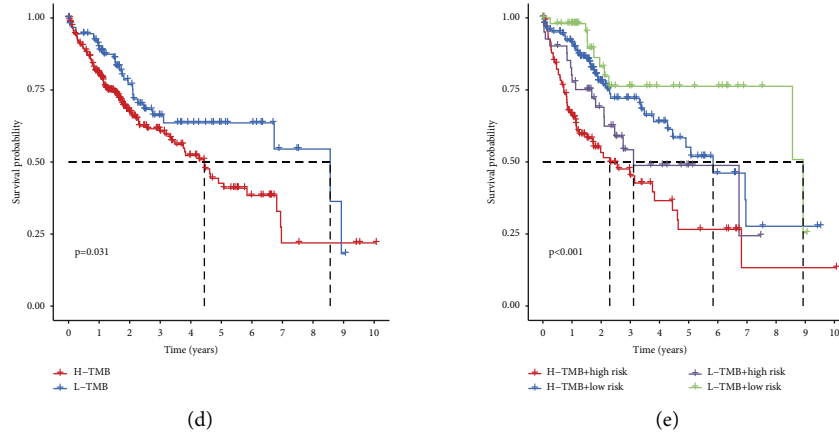 1.00
0.75
0.50
0.25
0.00
Survival probability
p=0.031
0 1 2 3 4 5 6 7 8 9 10
Time (years)
H−TMB
L−TMB
(d)
1.00
0.75
0.50
0.25
0.00
Survival probability
p<0.001
0 1 2 3 4 5 6 7 8 9 10
Time (years)
H−TMB+high risk L−TMB+high risk
H−TMB+low risk L−TMB+low risk
(e)